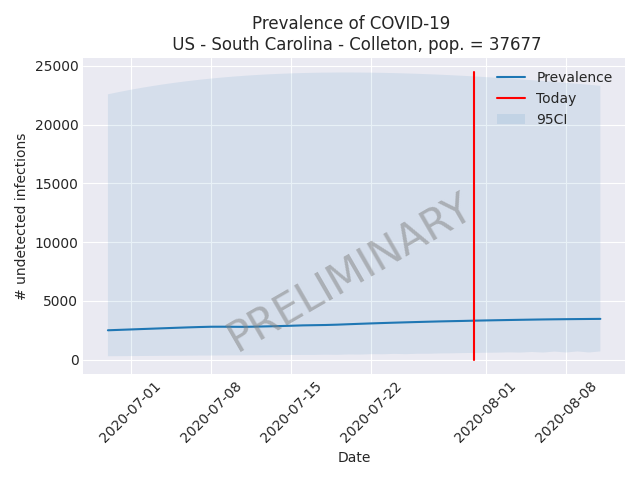 Prevalence of COVID-19
US - South Carolina - Colleton, pop. = 37677
25000
20000
15000
10000
5000
0
# undetected infections
Prevalence
Today
95CI
PRELIMINARY
2020-07-01
2020-07-08
2020-07-15
2020-07-22
2020-08-01
2020-08-08
Date